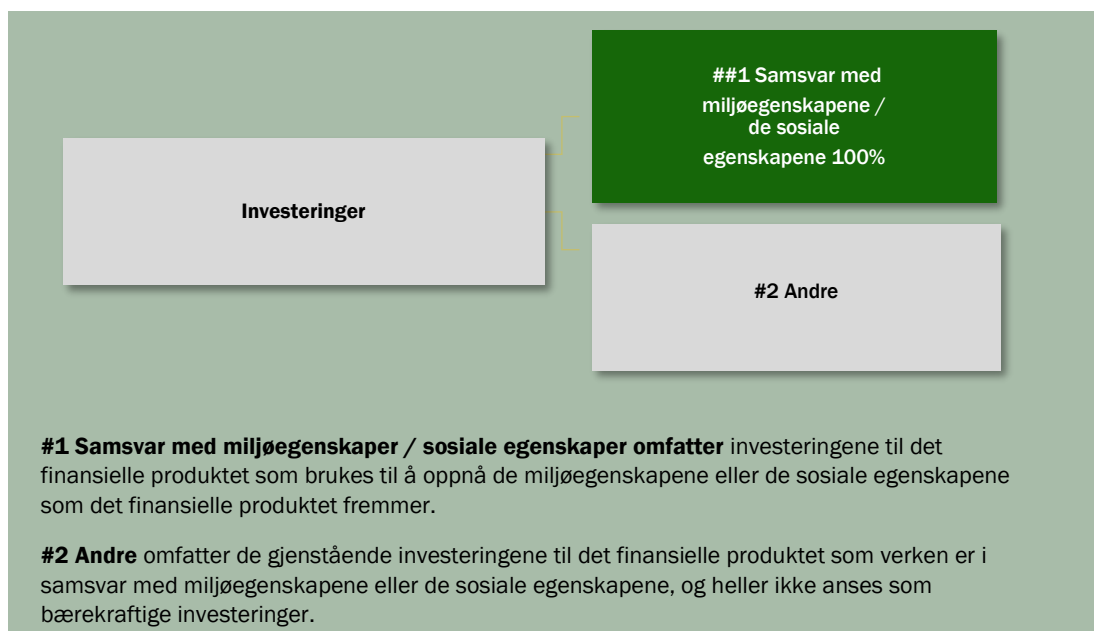 ##1 Samsvar med
miljøegenskapene /
de sosiale
egenskapene 100%
Investeringer
#2 Andre
#1 Samsvar med miljøegenskaper / sosiale egenskaper omfatter investeringene til det
finansielle produktet som brukes til å oppnå de miljøegenskapene eller de sosiale egenskapene
som det finansielle produktet fremmer.
#2 Andre omfatter de gjenstående investeringene til det finansielle produktet som verken er i
samsvar med miljøegenskapene eller de sosiale egenskapene, og heller ikke anses som
bærekraftige investeringer.